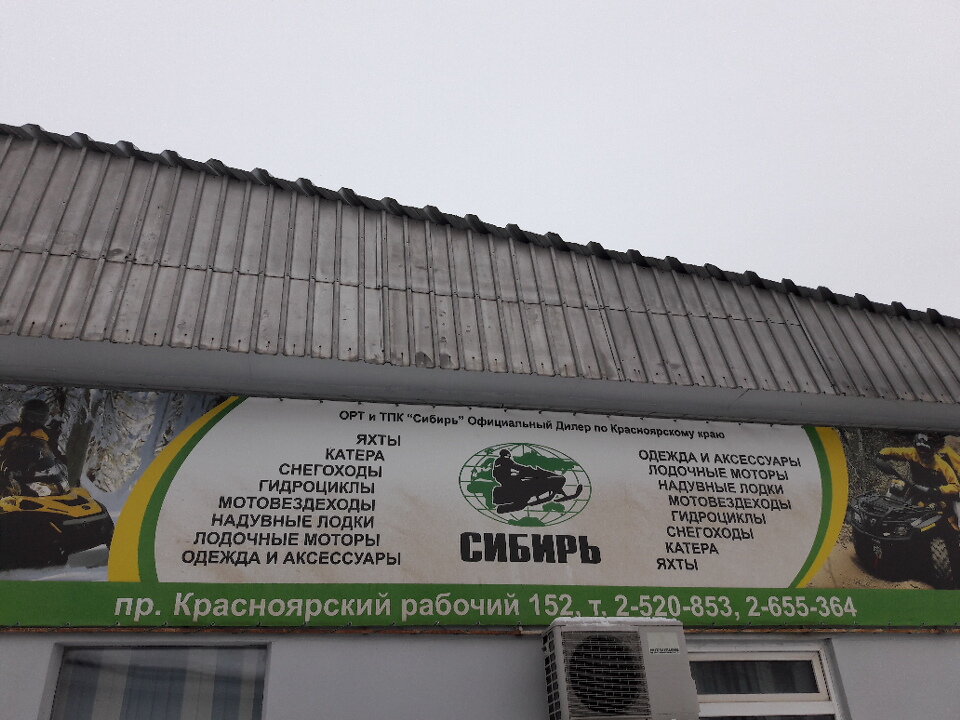 ОРТ и ТПК "Сибирь" Официальный Дилер по Красноярскому краю
ЯХТЫ
КАТЕРА
СНЕГОХОДЫ
ГИДРОЦИКЛЫ
МОТОВЕЗДЕХОДЫ
НАДУВНЫЕ ЛОДКИ
ЛОДОЧНЫЕ МОТОРЫ
ОДЕЖДА И АКСЕССУАРЫ
СИБИРЬ
ОДЕЖДА И АКСЕССУАРЫ
ЛОДОЧНЫЕ МОТОРЫ
НАДУВНЫЕ ЛОДКИ
МОТОВЕЗДЕХОДЫ
ГИДРОЦИКЛЫ
СНЕГОХОДЫ
КАТЕРА
ЯХТЫ
пр. Красноярский рабочий 152, т. 2-520-853, 2-655-364